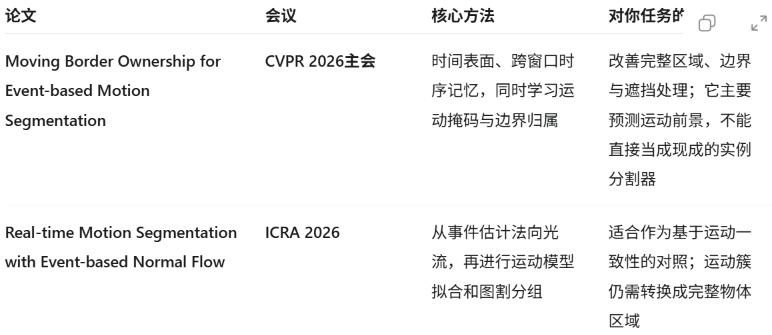 论文 会议 核心方法 对你任务的
Moving Border Ownership for
Event-based Motion
Segmentation
CVPR 2026主会
时间表面、跨窗口时
序记忆，同时学习运
动掩码与边界归属
改善完整区域、边界
与遮挡处理；它主要
预测运动前景，不能
直接当成现成的实例
分割器
Real-time Motion Segmentation
with Event-based Normal Flow
ICRA 2026
从事件估计法向光
流，再进行运动模型
拟合和图割分组
适合作为基于运动一
致性的对照；运动簇
仍需转换成完整物体
区域